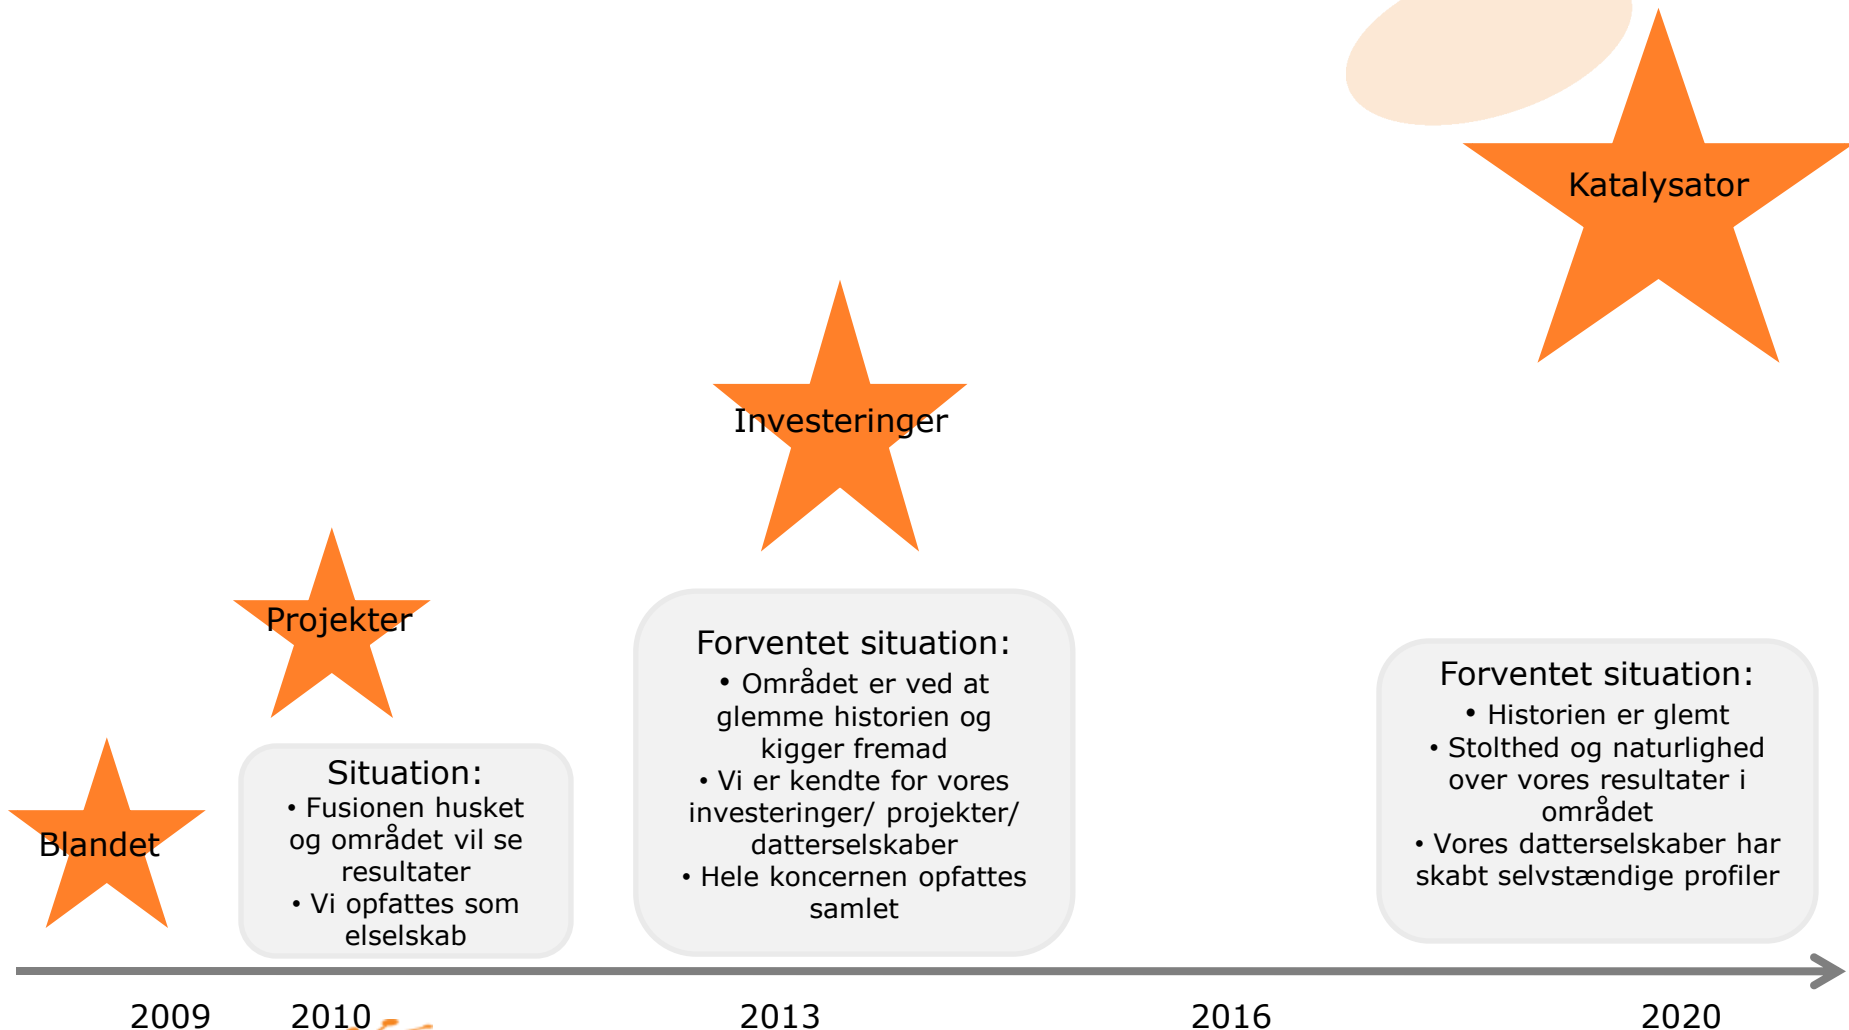 Katalysator
Investeringer
Projekter
Blandet
Situation:
• Fusionen husket
og området vil se
resultater
• Vi opfattes som
elselskab
Forventet situation:
• Området er ved at
glemme historien og
kigger fremad
• Vi er kendte for vores
investeringer/ projekter/
datterselskaber
• Hele koncernen opfattes
samlet
Forventet situation:
• Historien er glemt
• Stolthed og naturlighed
over vores resultater i
området
• Vores datterselskaber har
skabt selvstændige profiler
2009 2010 2013 2016 2020